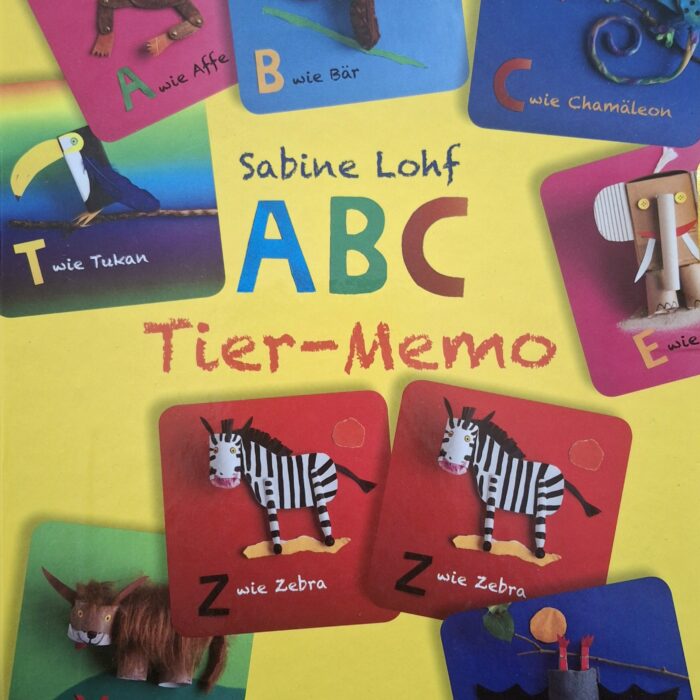 A wie Affe
B wie Bär
C wie Chamäleon
T wie Tukan
Sabine Lohf
ABC
Tier-Memo
E wie
Z wie Zebra
Z wie Zebra